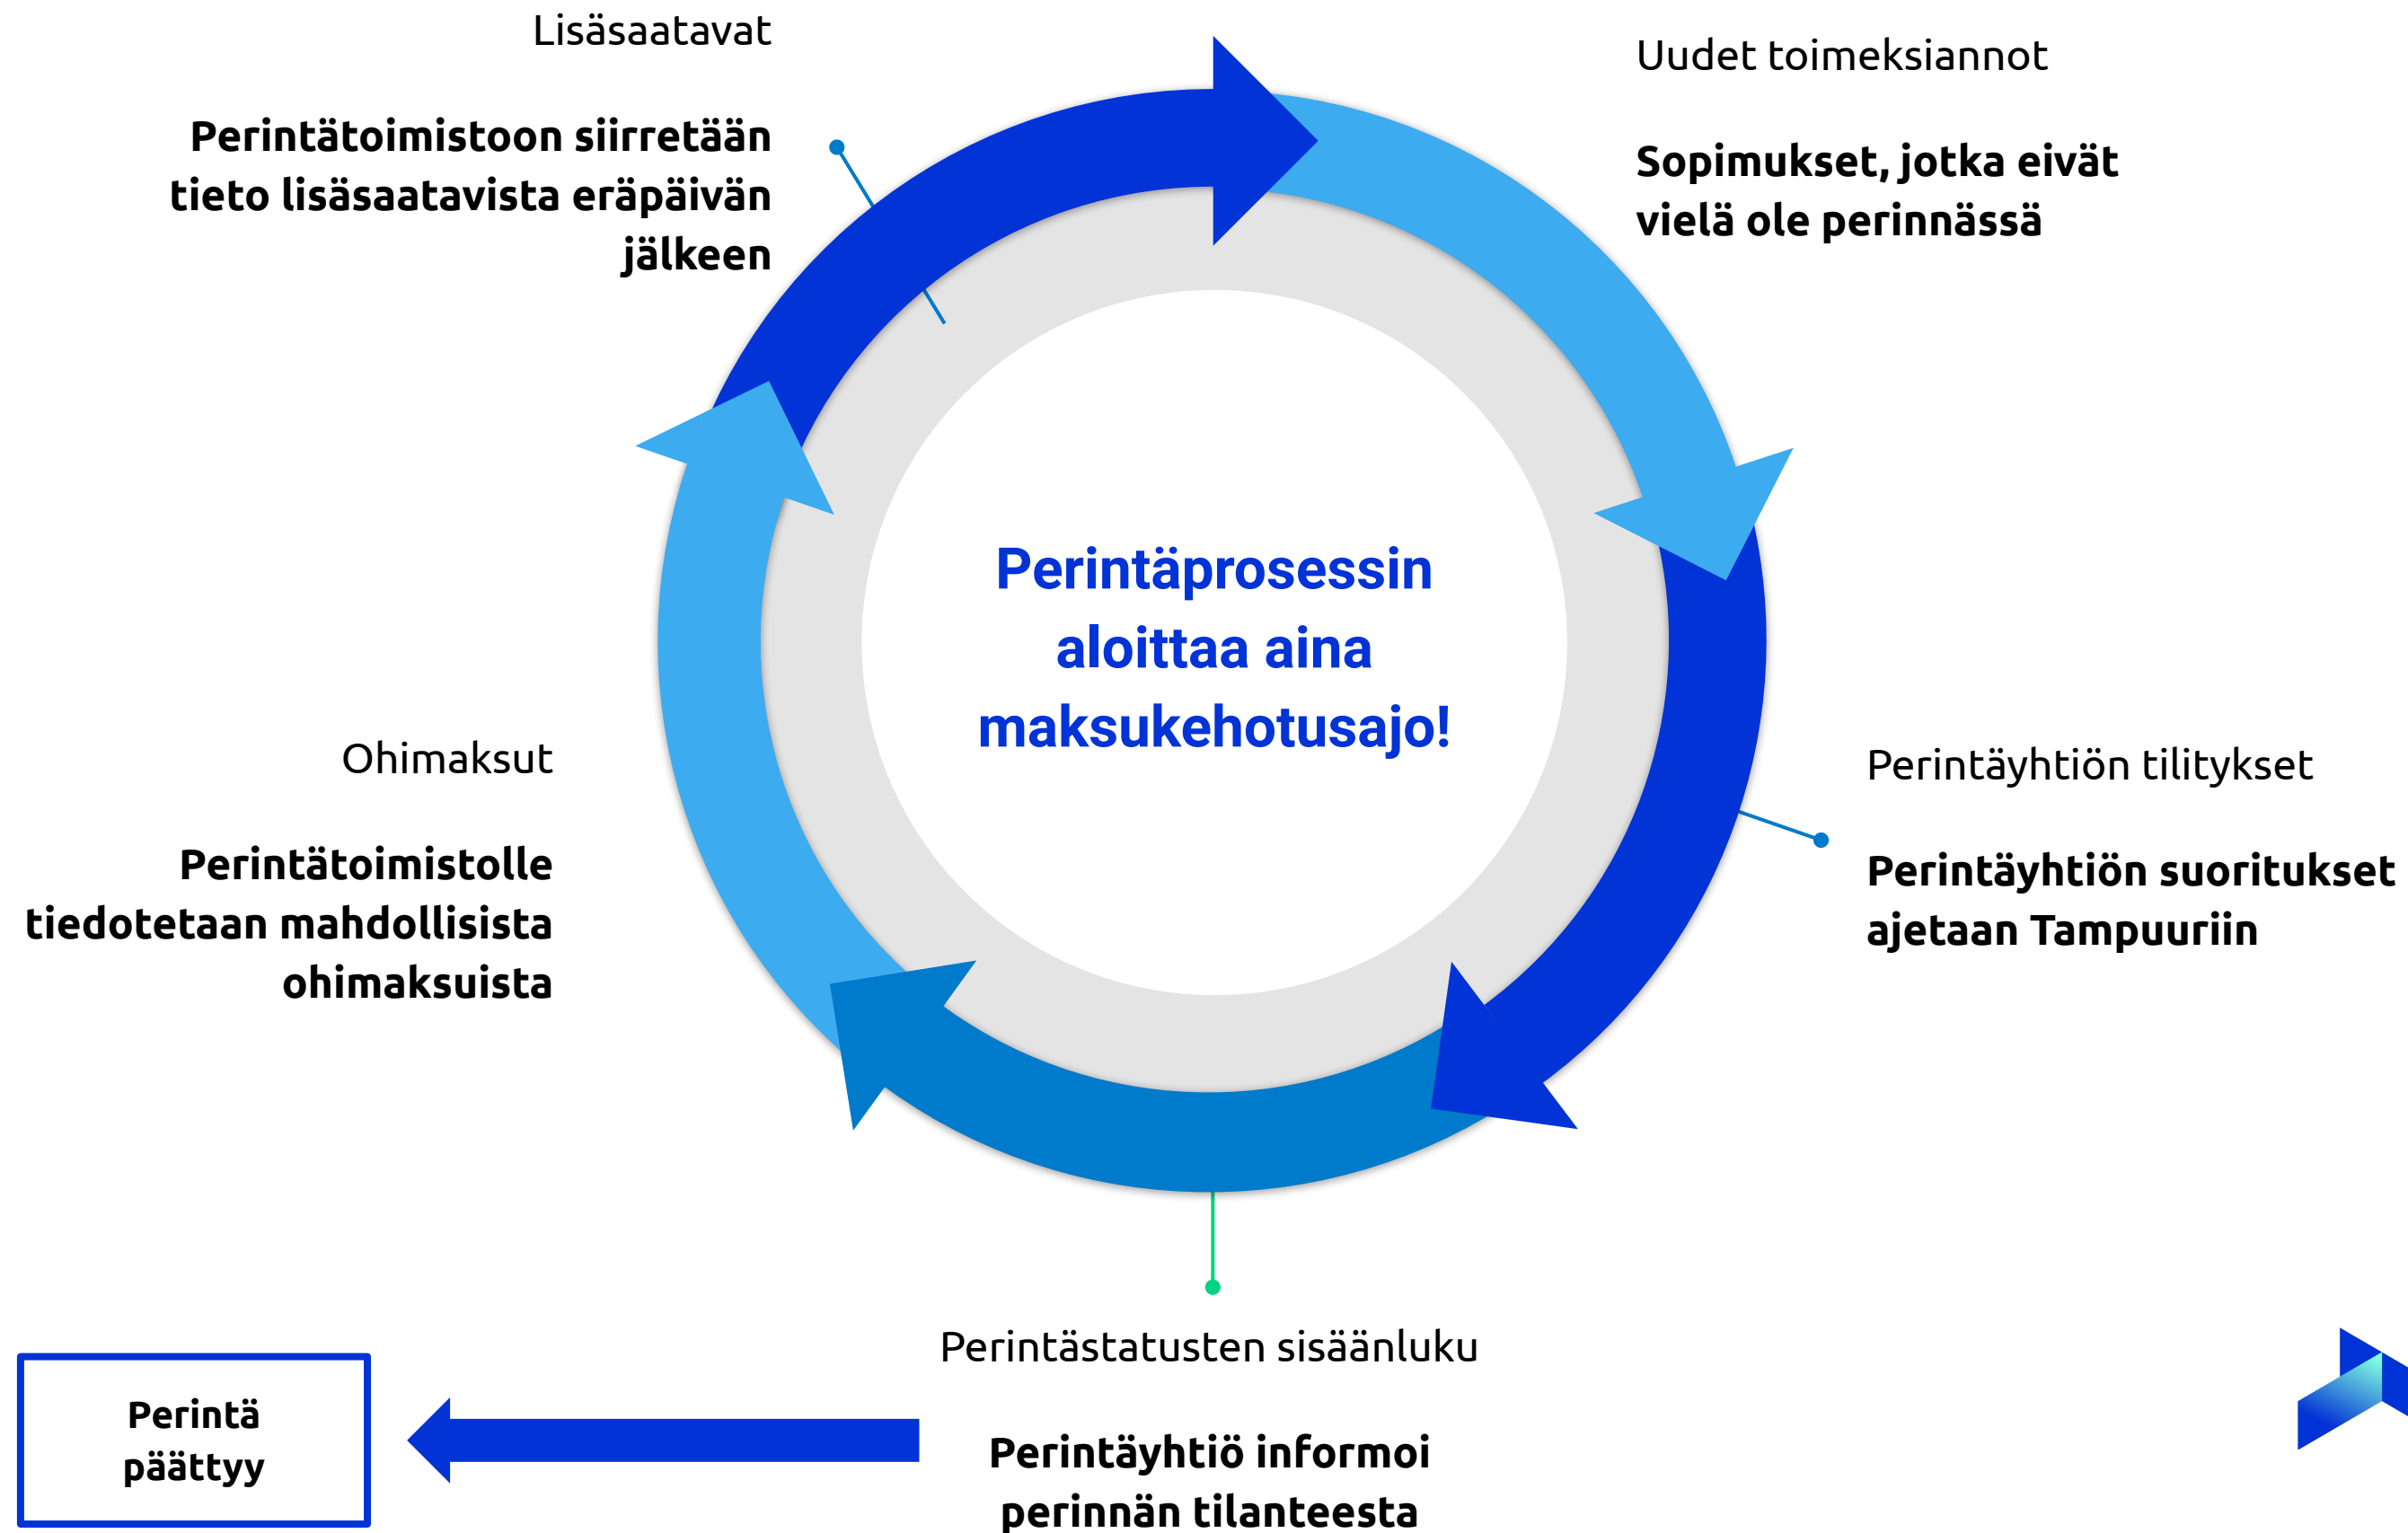 Lisäsaatavat
Perintätoimistoon siirretään
tieto lisäsaatavista eräpäivän
jälkeen
Uudet toimeksiannot
Sopimukset, jotka eivät
vielä ole perinnässä
Perintäprosessin
aloittaa aina
maksukehotusajo!
Ohimaksut
Perintätoimistolle
tiedotetaan mahdollisista
ohimaksuista
Perintäyhtiön tilitykset
Perintäyhtiön suoritukset
ajetaan Tampuuriin
Perintästatusten sisäänluku
Perintäyhtiö informoi
perinnän tilanteesta
Perintä
päättyy